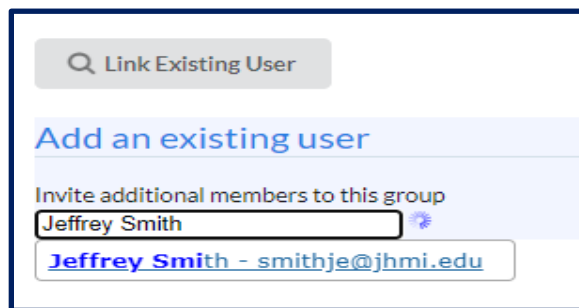 Link Existing User
Add an existing user
Invite additional members to this group
Jeffrey Smith
Jeffrey Smith - smithje@jhmi.edu